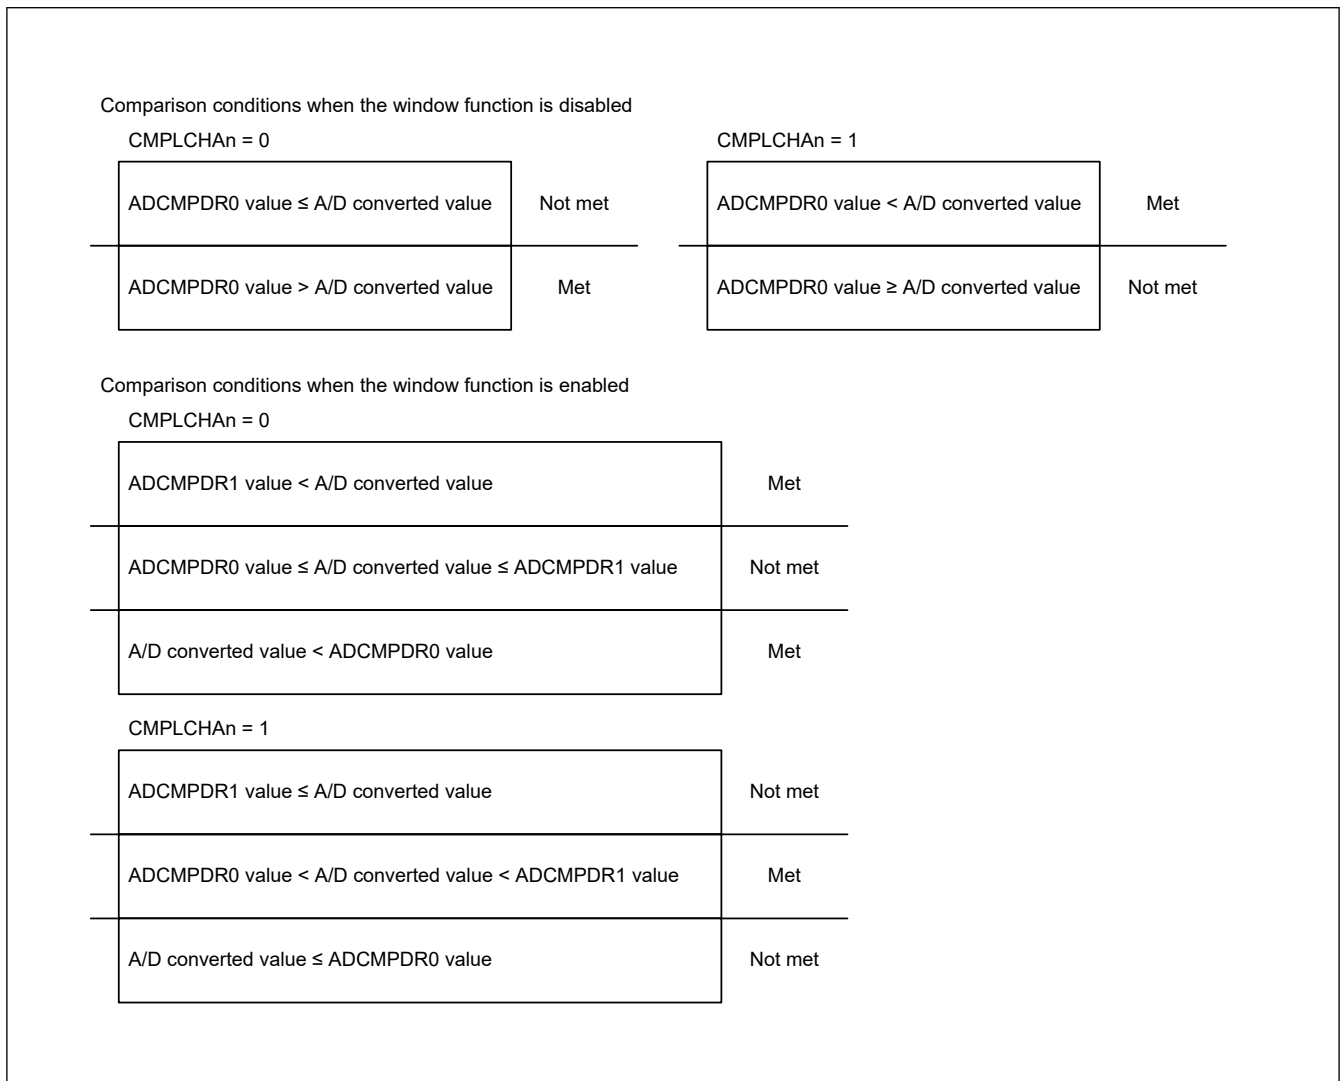 Comparison conditions when the window function is disabled
CMPLCHAn = 0
ADCMPDR0 value ≤ A/D converted value Not met
ADCMPDR0 value > A/D converted value Met
CMPLCHAn = 1
ADCMPDR0 value < A/D converted value Met
ADCMPDR0 value ≥ A/D converted value Not met
Comparison conditions when the window function is enabled
CMPLCHAn = 0
ADCMPDR1 value < A/D converted value Met
ADCMPDR0 value ≤ A/D converted value ≤ ADCMPDR1 value Not met
A/D converted value < ADCMPDR0 value Met
CMPLCHAn = 1
ADCMPDR1 value ≤ A/D converted value Not met
ADCMPDR0 value < A/D converted value < ADCMPDR1 value Met
A/D converted value ≤ ADCMPDR0 value Not met